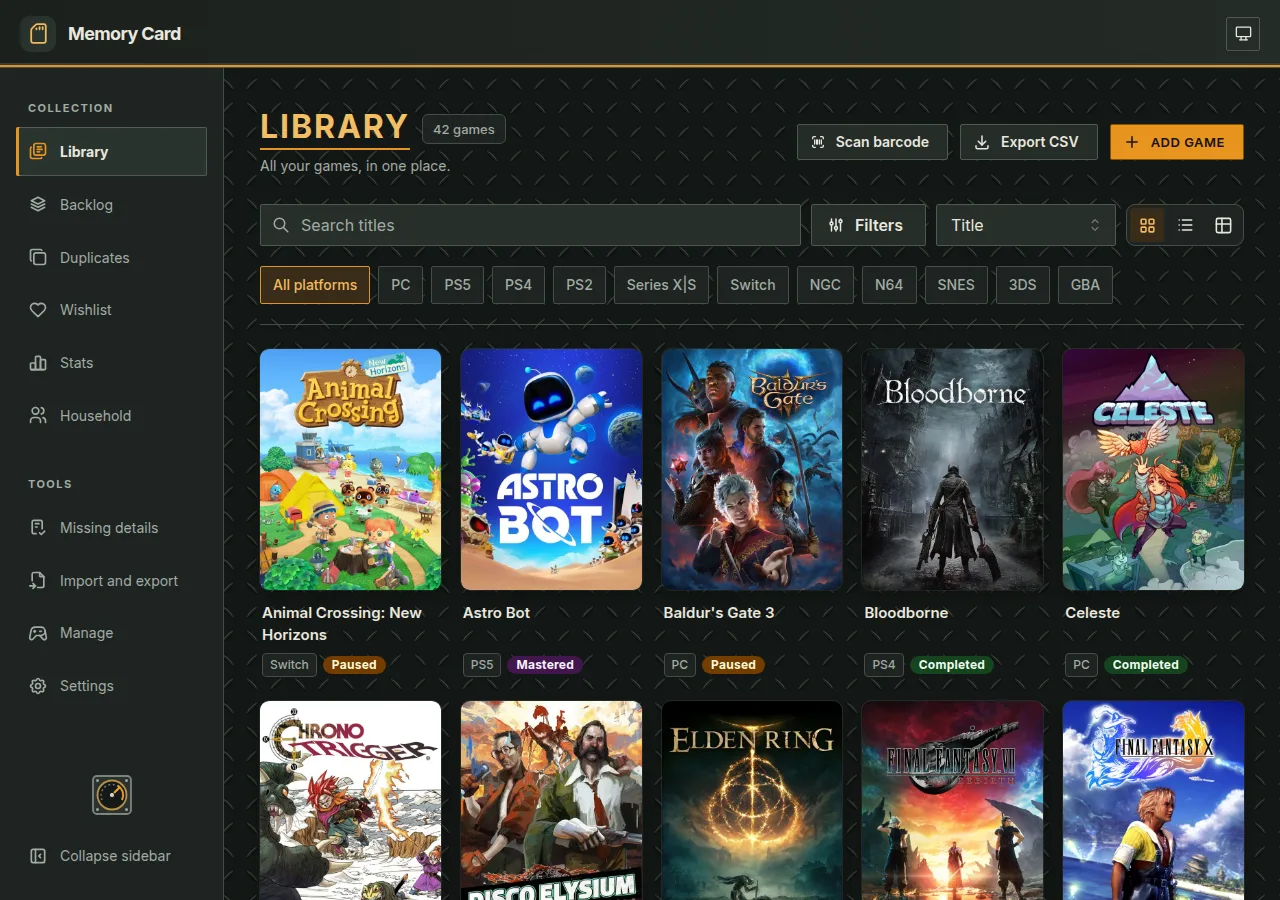 Memory Card
COLLECTION
Library
Backlog
Duplicates
Wishlist
Stats
Household
TOOLS
Missing details
Import and export
Manage
Settings
Collapse sidebar
LIBRARY
42 games
All your games, in one place.
Scan barcode
Export CSV
ADD GAME
Search titles
Filters
Title
All platforms
PC
PS5
PS4
PS2
Series X|S
Switch
NGC
N64
SNES
3DS
GBA
New
Horizons
Animal
Crossing
ASTRO
BOT
Baldur's
Gate
Bloodborne
CELESTE
Animal Crossing: New
Horizons
Switch
Paused
Astro Bot
PS5
Mastered
Baldur's Gate 3
PC
Paused
Bloodborne
PS4
Completed
Celeste
PC
Completed
CHRONO
TRIGGER
DISCO ELYSIUM
ELDEN RING
FINAL FANTASY VII
REBIRTH
FINAL FANTASY X